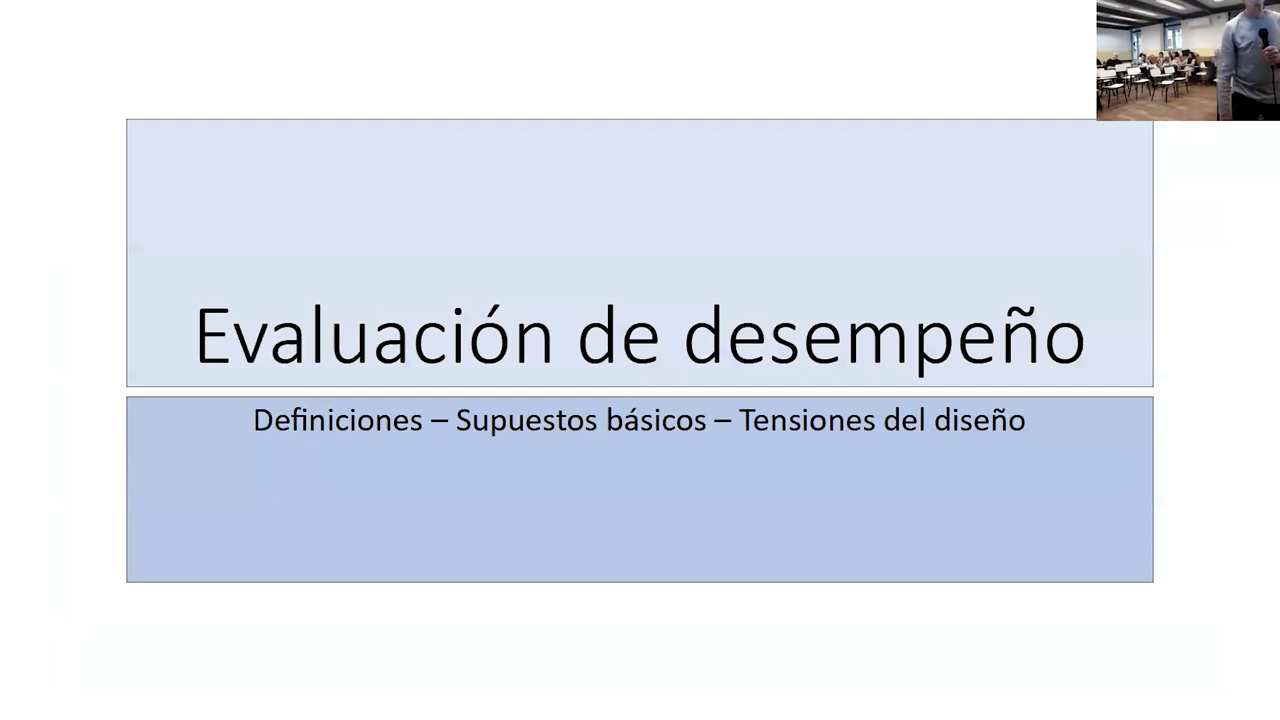 Evaluación de desempeño
Definiciones – Supuestos básicos – Tensiones del diseño